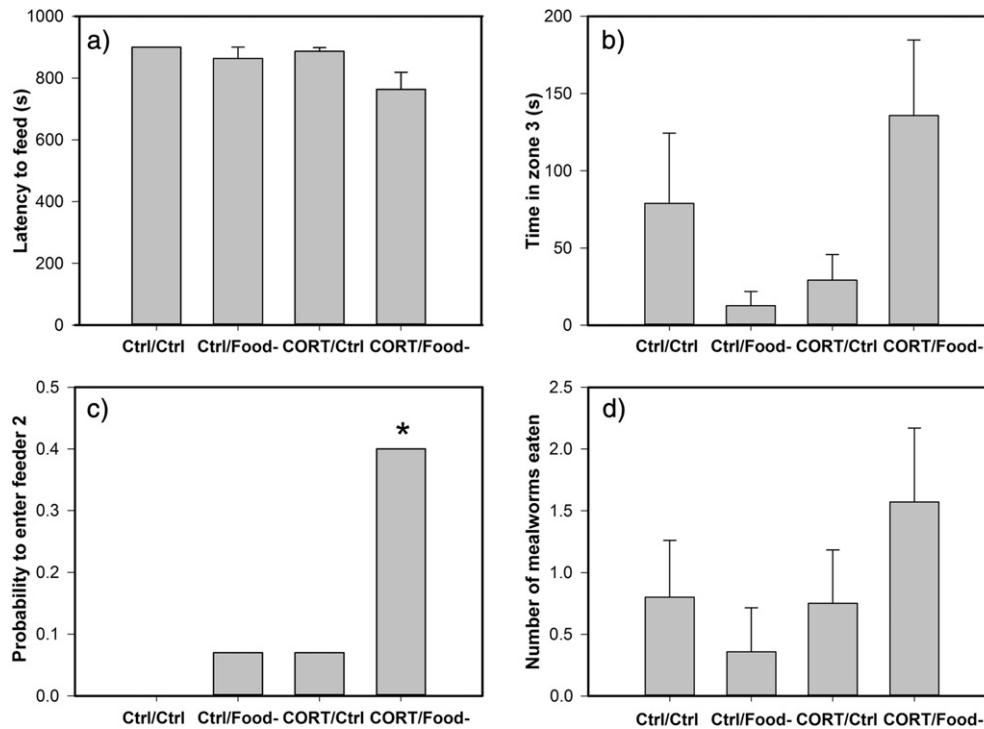 a)
Latency to feed (s)
1000
800
600
400
200
0
Ctrl/Ctrl Ctrl/Food- CORT/Ctrl CORT/Food-
b)
Time in zone 3 (s)
200
150
100
50
0
Ctrl/Ctrl Ctrl/Food- CORT/Ctrl CORT/Food-
c)
Probability to enter feeder 2
0.5
0.4
0.3
0.2
0.1
0.0
*
Ctrl/Ctrl Ctrl/Food- CORT/Ctrl CORT/Food-
d)
Number of mealworms eaten
2.5
2.0
1.5
1.0
0.5
0.0
Ctrl/Ctrl Ctrl/Food- CORT/Ctrl CORT/Food-